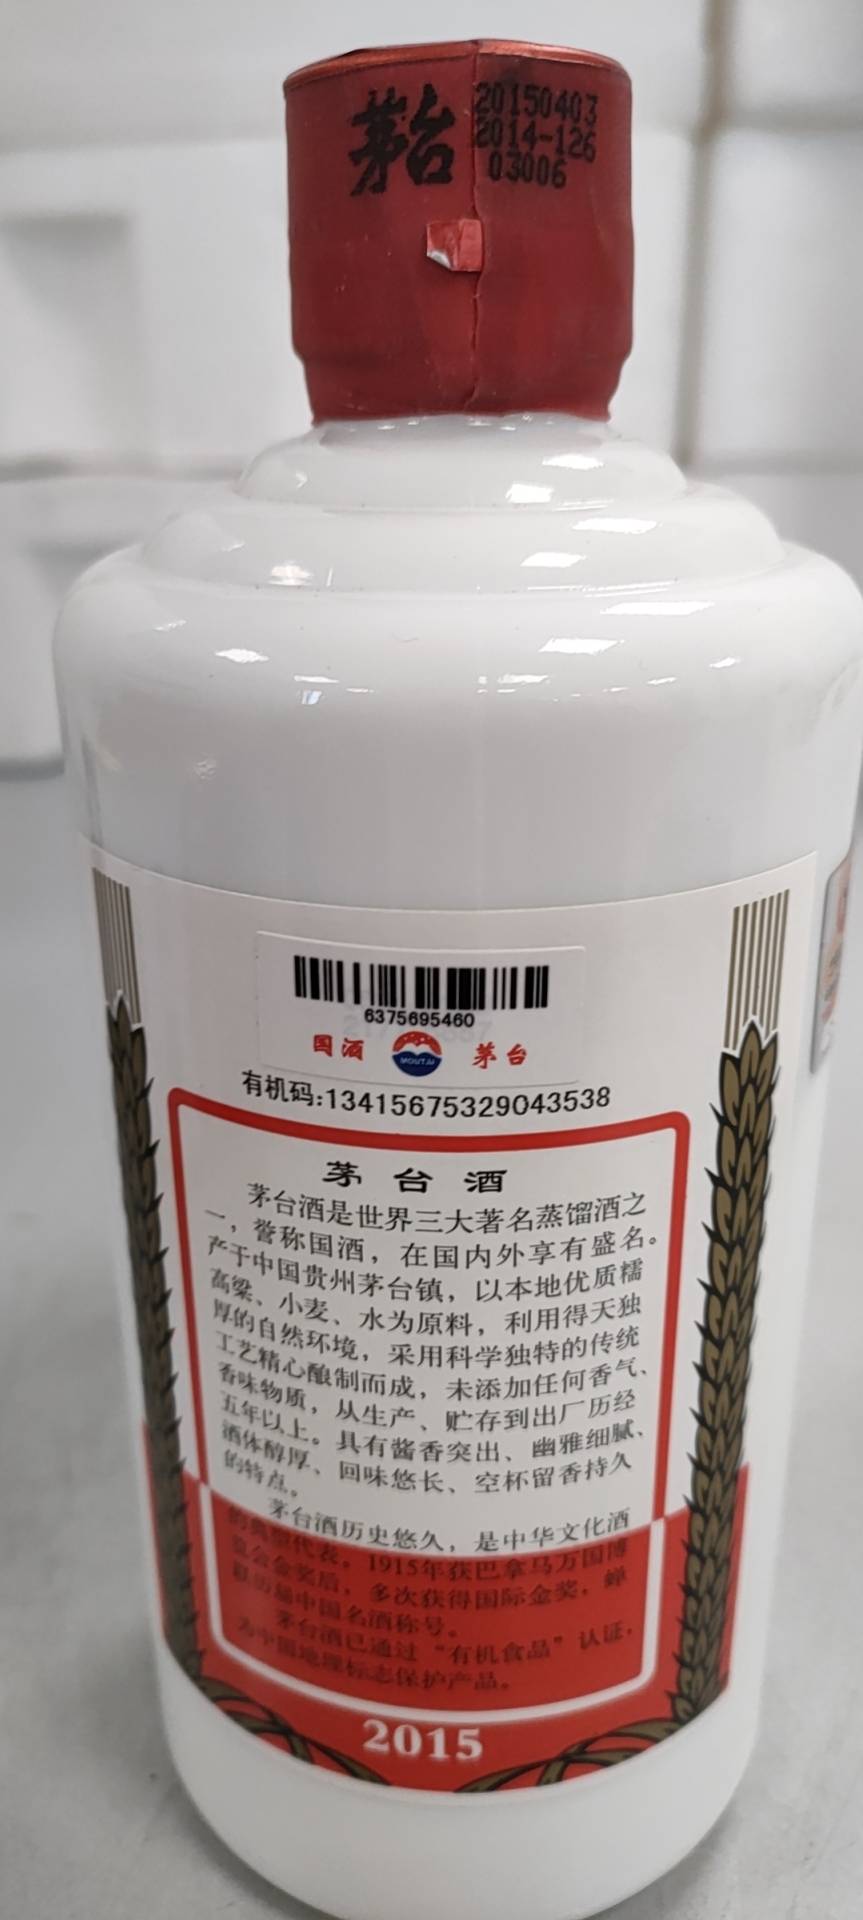 茅台
20150403
2014-126
03006
6375695460
国酒 MOUTAI 茅台
有机码:13415675329043538
茅台酒
茅台酒是世界三大著名蒸馏酒之
一，誉称国酒，在国内外享有盛名。
产于中国贵州茅台镇，以本地优质糯
高粱、小麦、水为原料，利用得天独
厚的自然环境，采用科学独特的传统
工艺精心酿制而成，未添加任何香气、
香味物质，从生产、贮存到出厂历经
五年以上。具有酱香突出、幽雅细腻、
酒体醇厚、回味悠长、空杯留香持久
的特点。
茅台酒历史悠久，是中华文化酒
的典型代表。1915年获巴拿马万国博
览会金奖后，多次获得国际金奖，蝉
联历届中国名酒称号。
茅台酒已通过“有机食品”认证，
为中国地理标志保护产品。
2015